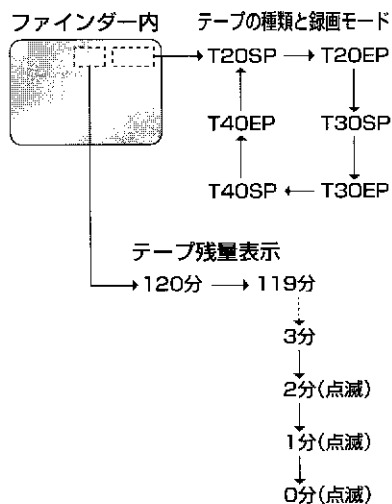 ファインダー内
テープの種類と録画モード
T20SP → T20EP
T40EP T30SP
T40SP ← T30EP
テープ残量表示
120分 → 119分
3分
2分(点滅)
1分(点滅)
0分(点滅)